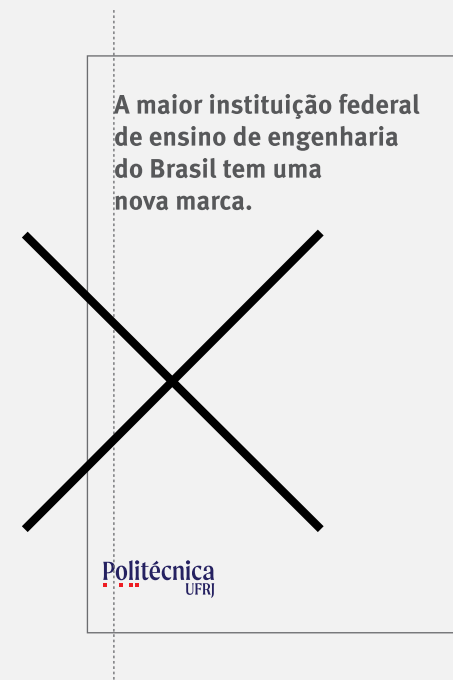 A maior instituição federal
de ensino de engenharia
do Brasil tem uma
nova marca.
Politécnica
UFRJ